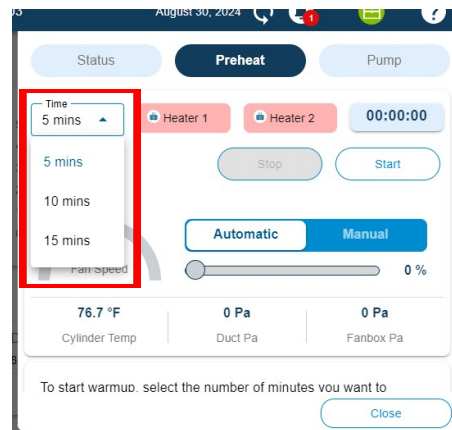 03 August 30, 2024 1 ?
Status Preheat Pump
Time
5 mins Heater 1 Heater 2 00:00:00
5 mins Stop Start
10 mins
15 mins Automatic Manual
Fan Speed 0 %
76.7 °F 0 Pa 0 Pa
Cylinder Temp Duct Pa Fanbox Pa
To start warmup, select the number of minutes you want to
Close